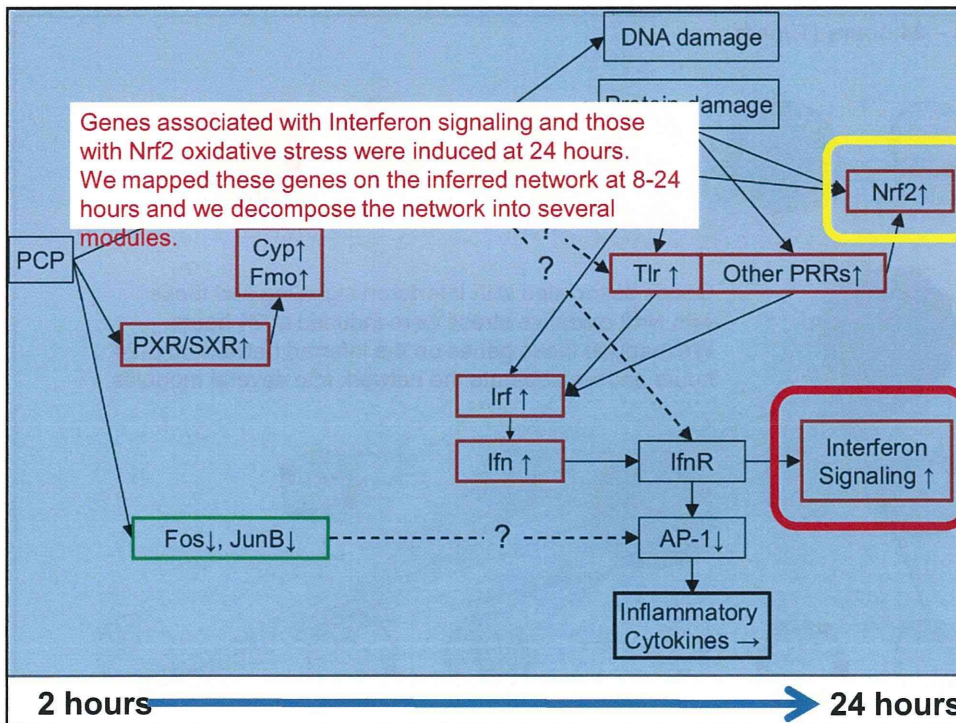 DNA damage
Protein damage
Genes associated with Interferon signaling and those
with Nrf2 oxidative stress were induced at 24 hours.
We mapped these genes on the inferred network at 8-24
hours and we decompose the network into several
modules.
Nrf2↑
PCP
Cyp↑
Fmo↑
?
?
Tlr ↑
Other PRRs↑
PXR/SXR↑
Irf ↑
Ifn ↑
IfnR
Interferon
Signaling ↑
Fos↓, JunB↓
?
AP-1↓
Inflammatory
Cytokines →
2 hours
24 hours